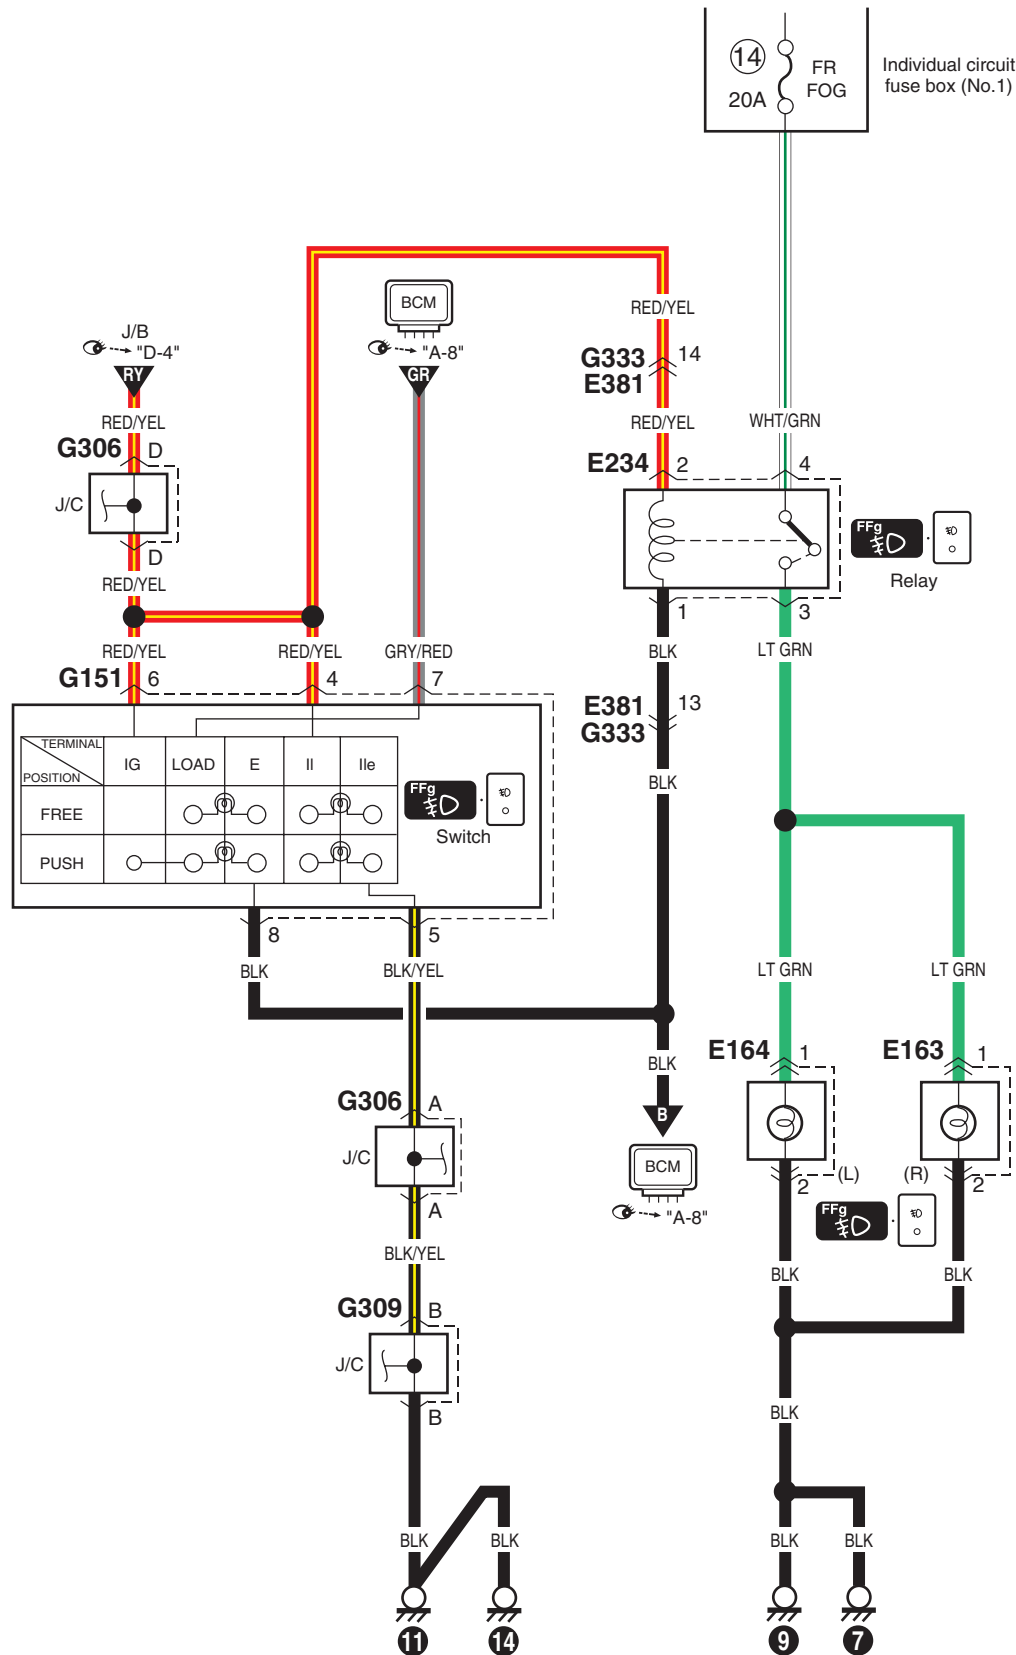 14
20A
FR
FOG
Individual circuit
fuse box (No.1)
BCM
"A-8"
GR
J/B
"D-4"
RY
RED/YEL
G333
14
E381
RED/YEL
RED/YEL
WHT/GRN
G306
D
J/C
D
E234
2
4
FFg
Relay
1
3
RED/YEL
RED/YEL
RED/YEL
GRY/RED
BLK
LT GRN
G151
6
4
7
E381
13
G333
BLK
TERMINAL
POSITION
IG
LOAD
E
II
IIe
FREE
PUSH
FFg
Switch
8
5
BLK
BLK/YEL
LT GRN
LT GRN
BLK
E164
1
E163
1
G306
A
J/C
A
B
BCM
"A-8"
2
(L)
(R)
2
FFg
BLK/YEL
BLK
BLK
G309
B
J/C
B
BLK
BLK
BLK
BLK
BLK
11
14
9
7